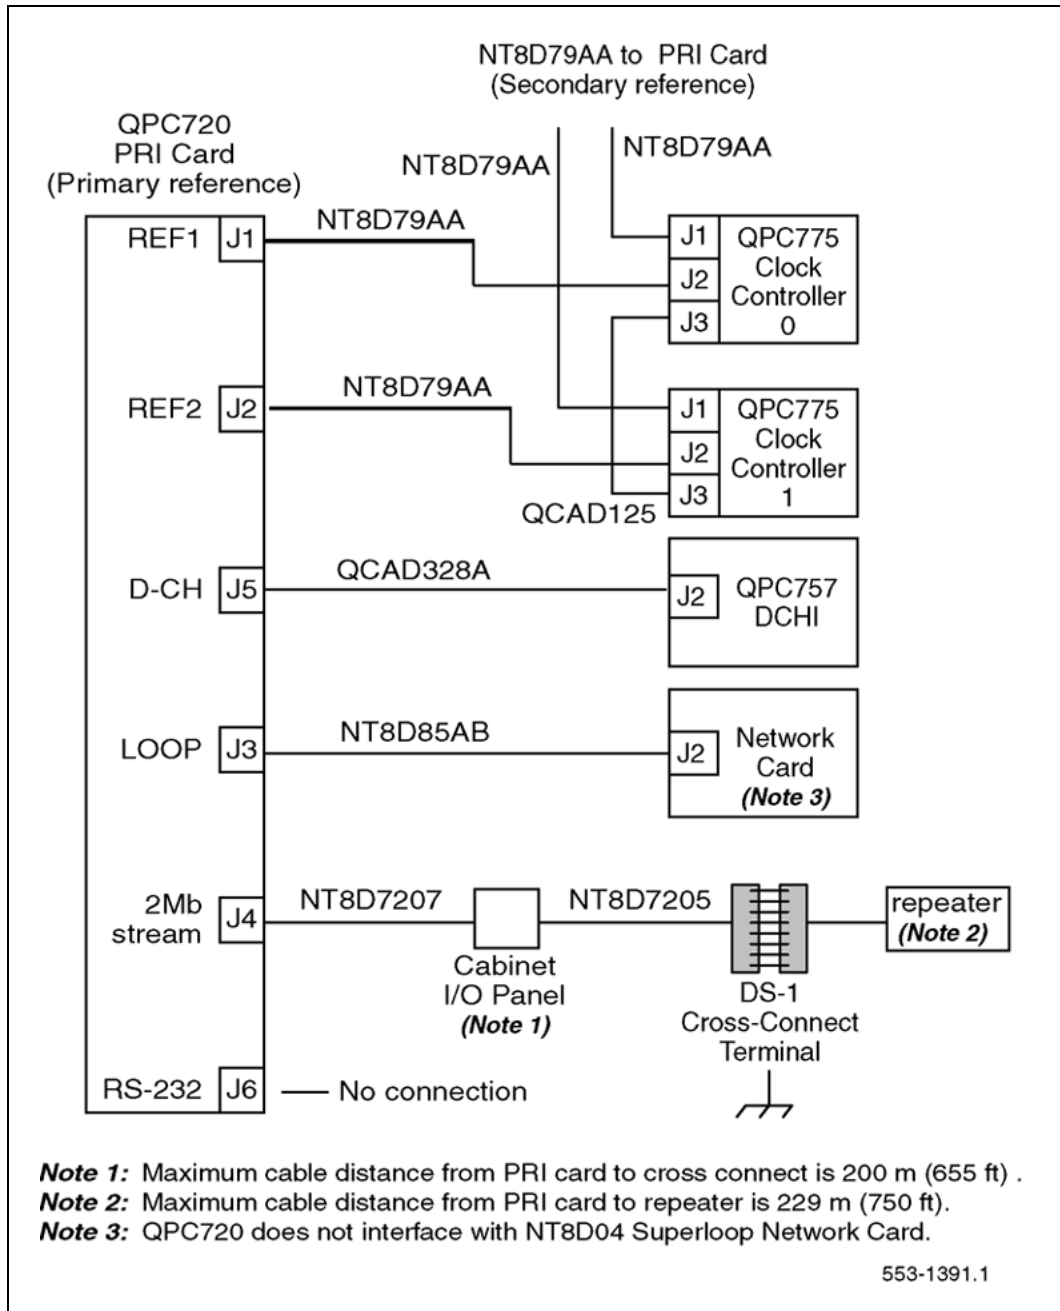 NT8D79AA to PRI Card
(Secondary reference)
QPC720
PRI Card
(Primary reference)
NT8D79AA
NT8D79AA
REF1 J1
NT8D79AA
J1
J2
J3
QPC775
Clock
Controller
0
REF2 J2
NT8D79AA
J1
J2
J3
QPC775
Clock
Controller
1
QCAD125
D-CH J5
QCAD328A
J2
QPC757
DCHI
LOOP J3
NT8D85AB
J2
Network
Card
(Note 3)
2Mb
stream
J4
NT8D7207
NT8D7205
repeater
(Note 2)
Cabinet
I/O Panel
(Note 1)
DS-1
Cross-Connect
Terminal
RS-232 J6
No connection
Note 1: Maximum cable distance from PRI card to cross connect is 200 m (655 ft) .
Note 2: Maximum cable distance from PRI card to repeater is 229 m (750 ft).
Note 3: QPC720 does not interface with NT8D04 Superloop Network Card.
553-1391.1